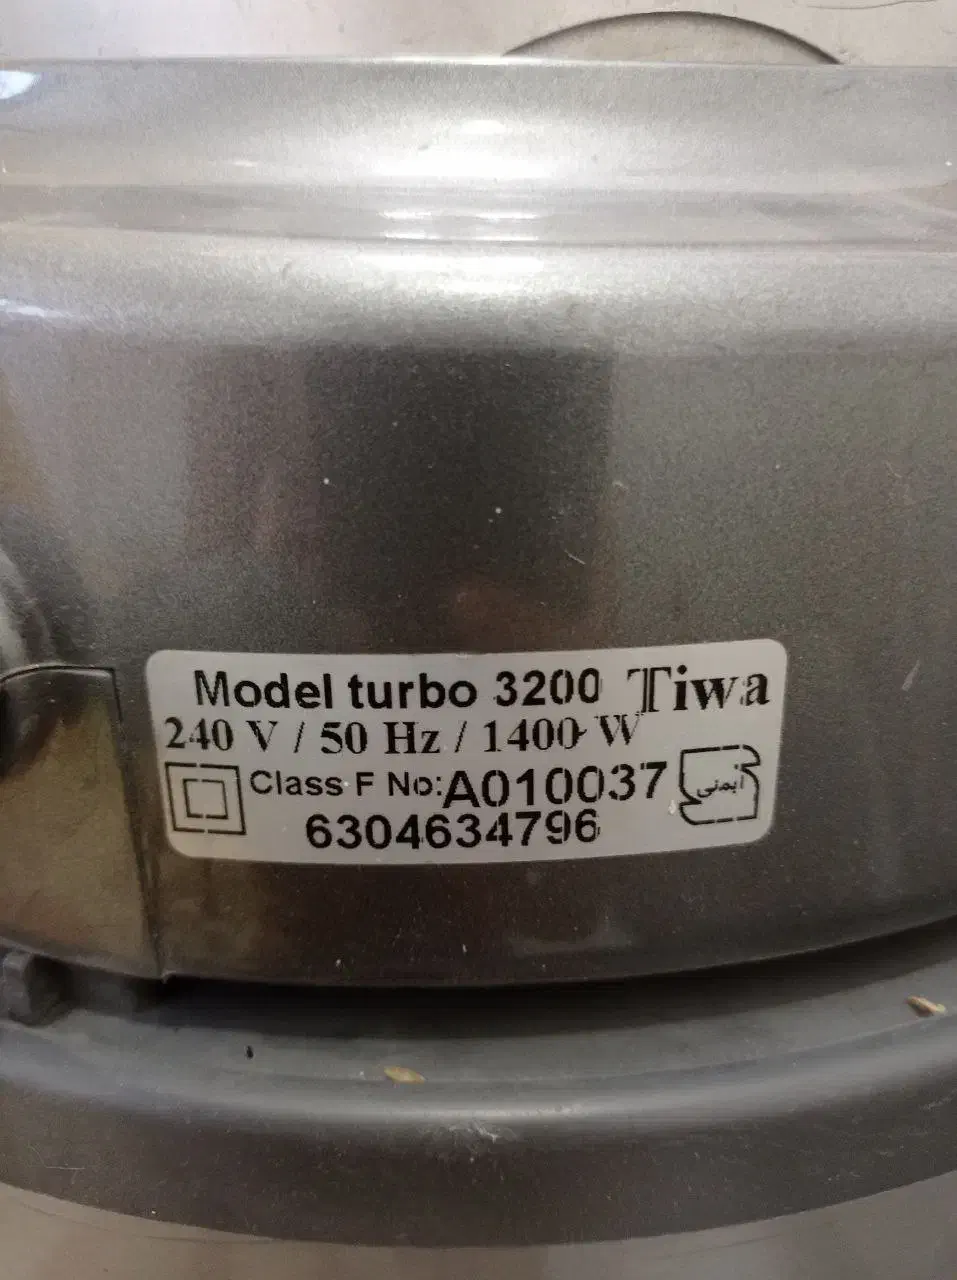 Model turbo 3200 Tiwa
240 V / 50 Hz / 1400 W
Class F No: A010037
ایمنی
6304634796